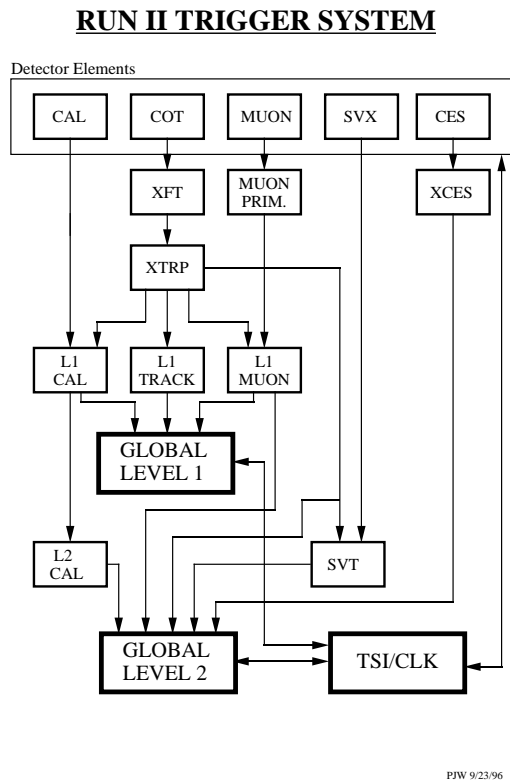 RUN II TRIGGER SYSTEM
Detector Elements
CAL
COT
MUON
SVX
CES
XFT
MUON
PRIM.
XCES
XTRP
L1
CAL
L1
TRACK
L1
MUON
GLOBAL
LEVEL 1
L2
CAL
SVT
GLOBAL
LEVEL 2
TSI/CLK
PJW 9/23/96